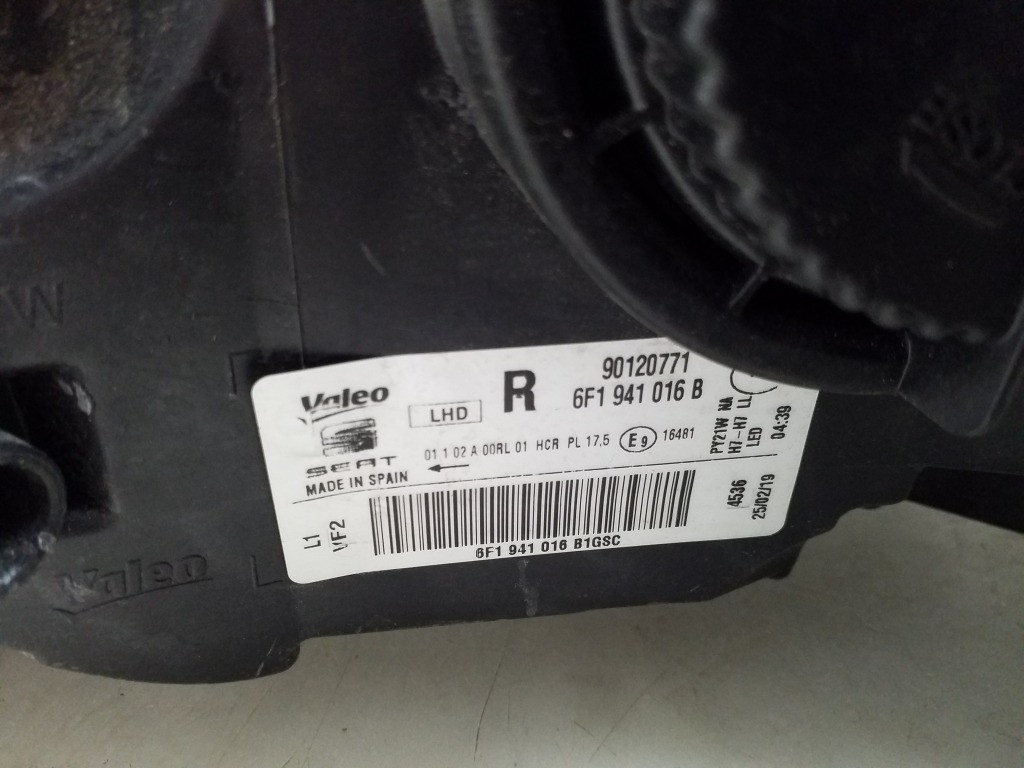 W
Valeo
SEAT
MADE IN SPAIN
LHD
R
90120771
6F1 941 016 B
01 1 02 A 00RL 01 HCR PL 17.5 E9 16481
PY21W NA
H7-H7 LL
LED
04:39
4536
25/02/19
L1
VF2
6F1 941 016 B1GSC
Valeo
L